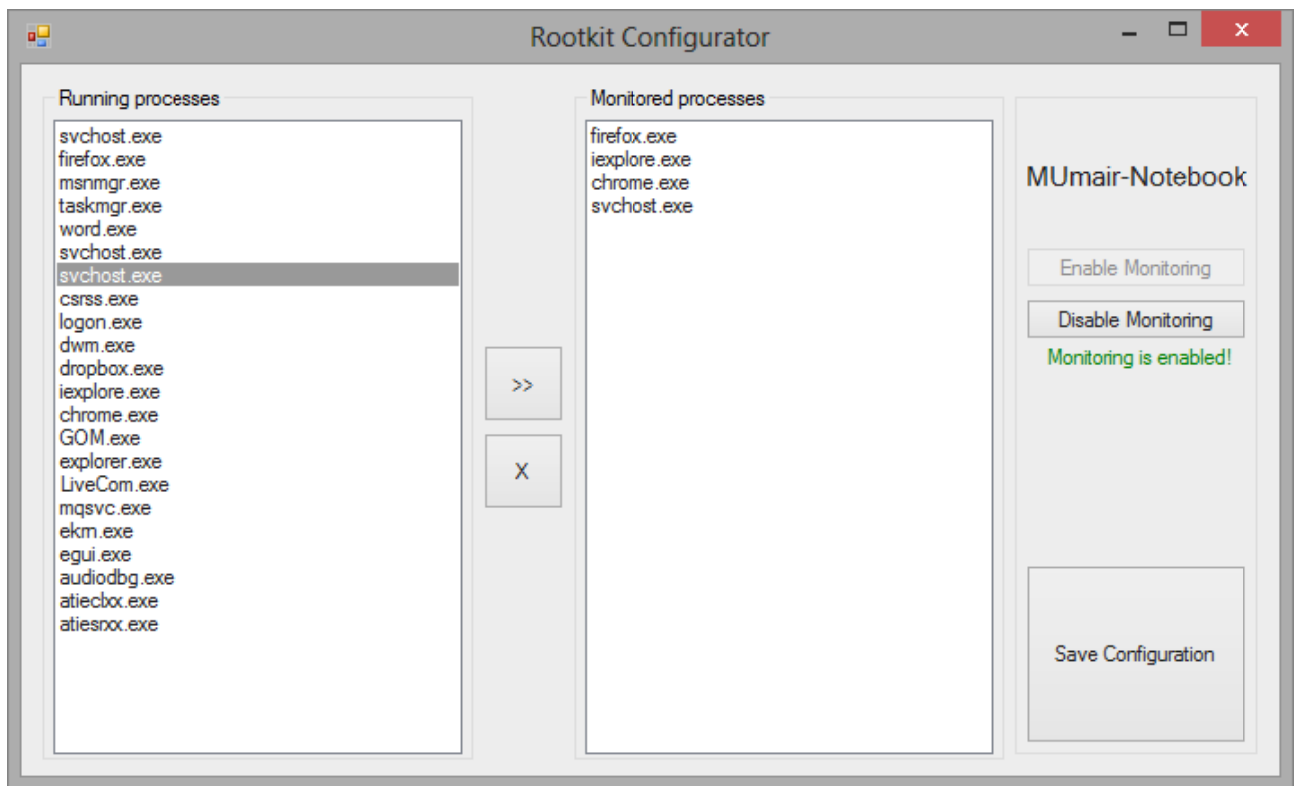 Rootkit Configurator
Running processes
svchost.exe
firefox.exe
msnmgr.exe
taskmgr.exe
word.exe
svchost.exe
svchost.exe
csrss.exe
logon.exe
dwm.exe
dropbox.exe
iexplore.exe
chrome.exe
GOM.exe
explorer.exe
LiveCom.exe
mqsvc.exe
ekrn.exe
egui.exe
audiodbg.exe
atieclxx.exe
atiesrxx.exe
>>
X
Monitored processes
firefox.exe
iexplore.exe
chrome.exe
svchost.exe
MUmair-Notebook
Enable Monitoring
Disable Monitoring
Monitoring is enabled!
Save Configuration